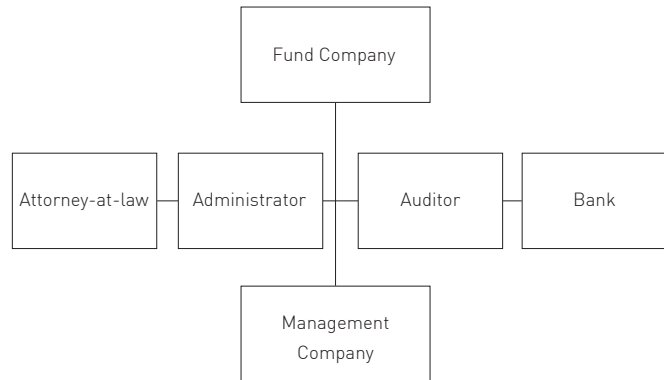 Fund Company
Attorney-at-law
Administrator
Auditor
Bank
Management
Company